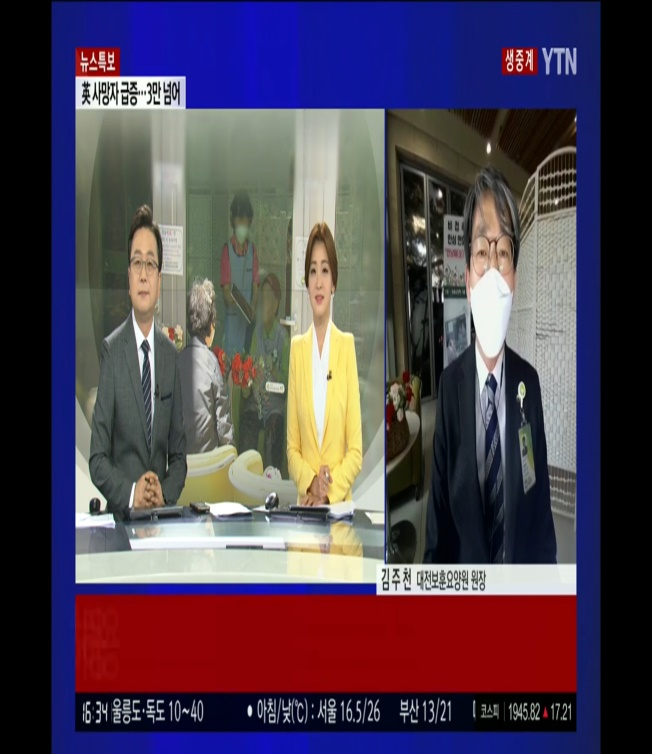 뉴스특보
생중계 YTN
英 사망자 급증…3만 넘어
김주천 대전보훈요양원 원장
16:34 울릉도·독도 10~40 • 아침/낮(℃) : 서울 16.5/26 부산 13/21 코스피 1945.82 ▲17.21